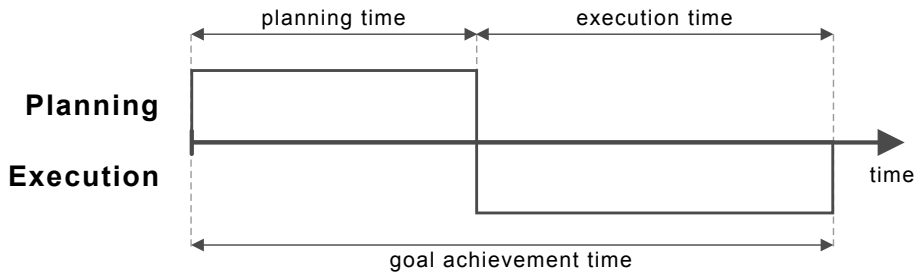 planning time
execution time
Planning
Execution
time
goal achievement time